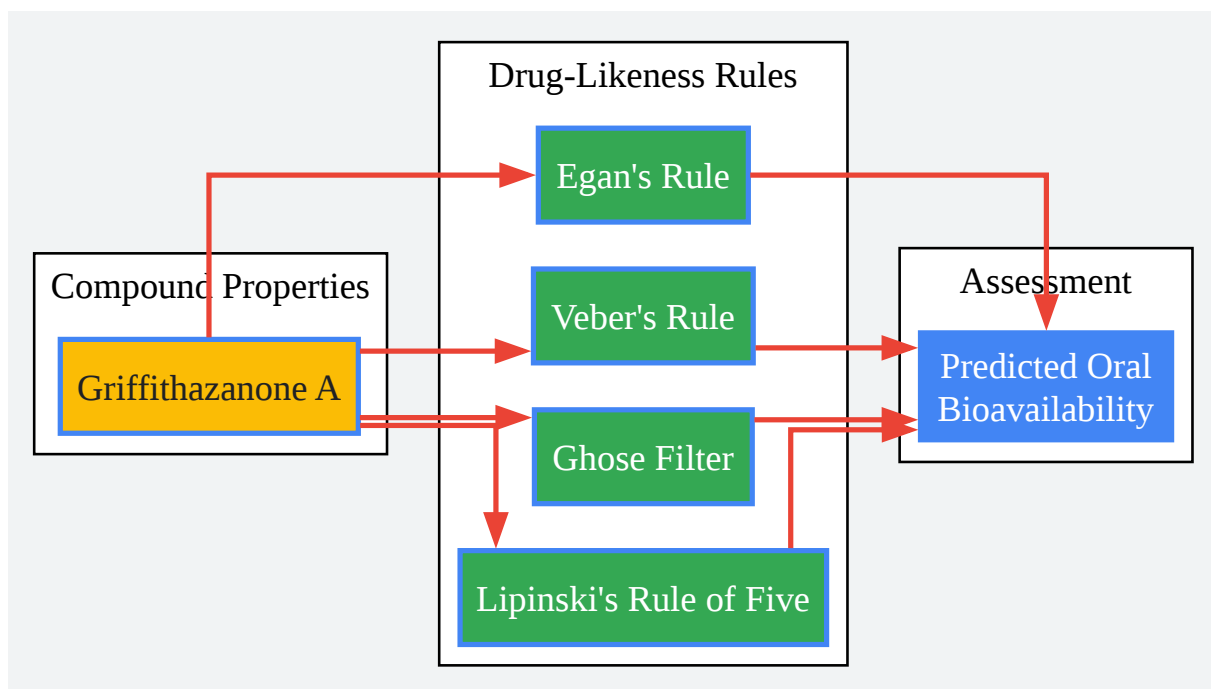 Drug-Likeness Rules
Egan's Rule
Compound Properties
Assessment
Veber's Rule
Griffithazanone A
Predicted Oral
Bioavailability
Ghose Filter
Lipinski's Rule of Five